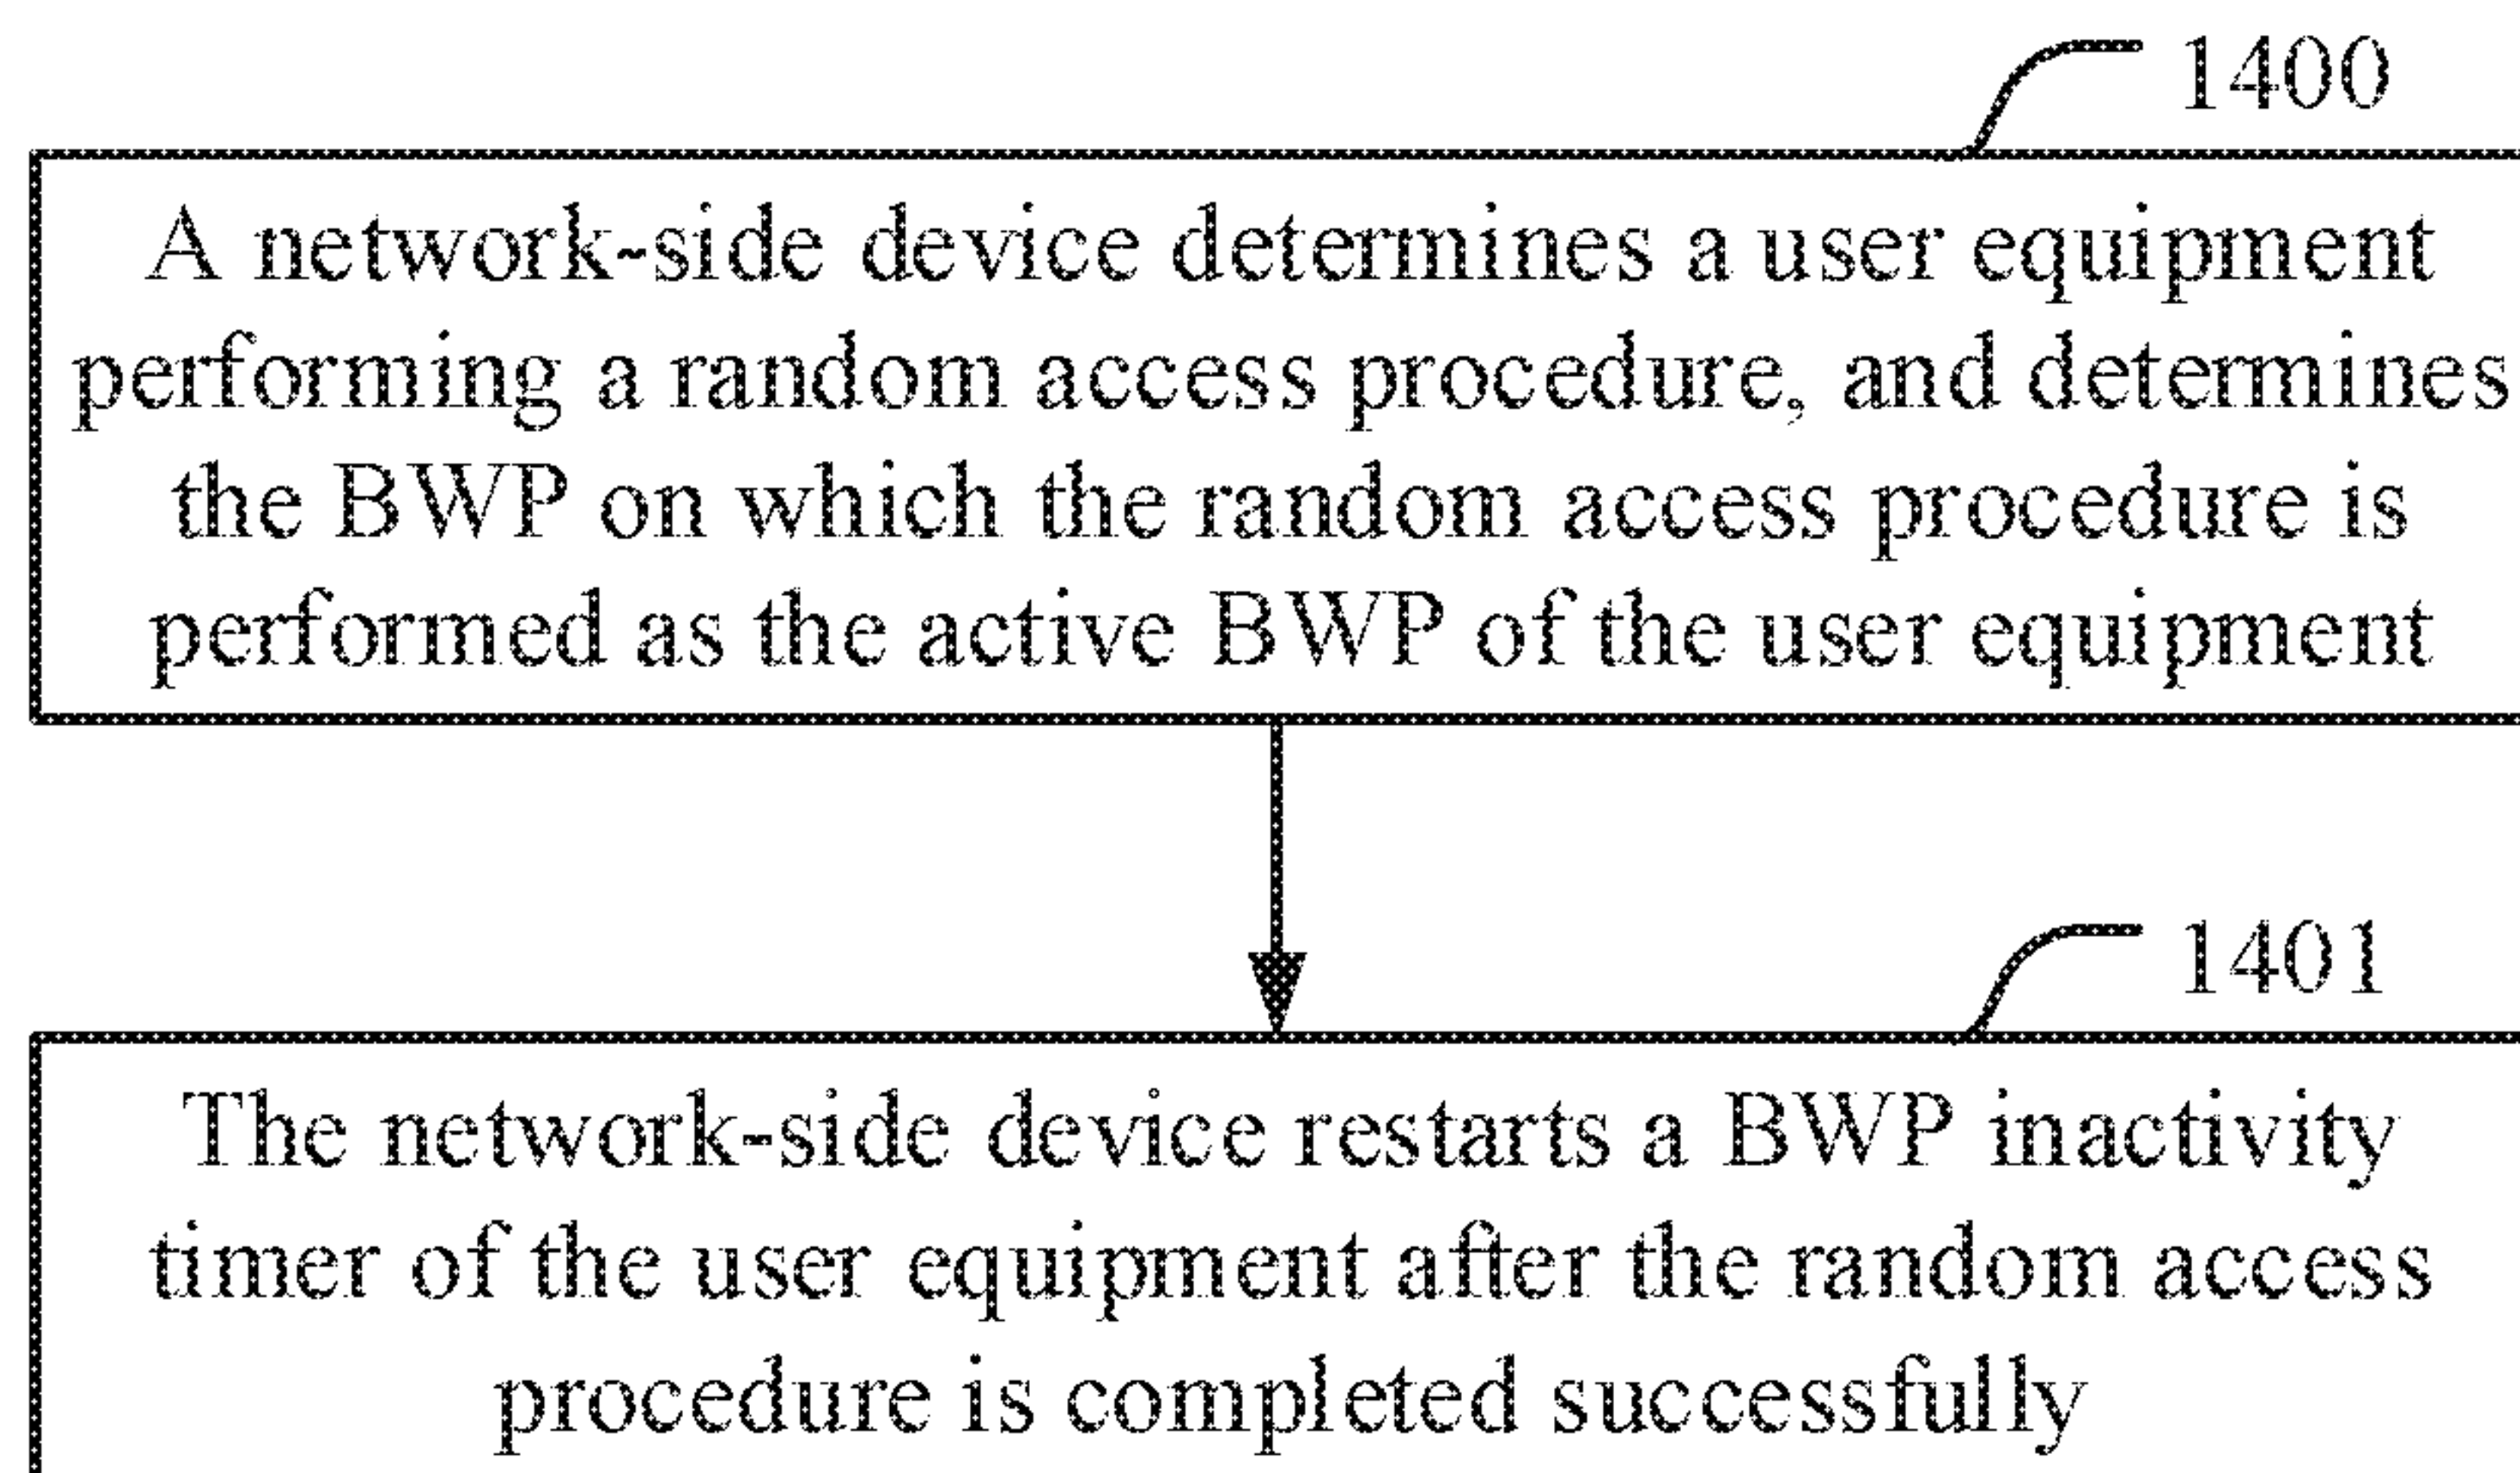 1400
A network-side device determines a user equipment
performing a random access procedure, and determines
the BWP on which the random access procedure is
performed as the active BWP of the user equipment
1401
The network-side device restarts a BWP inactivity
timer of the user equipment after the random access
procedure is completed successfully